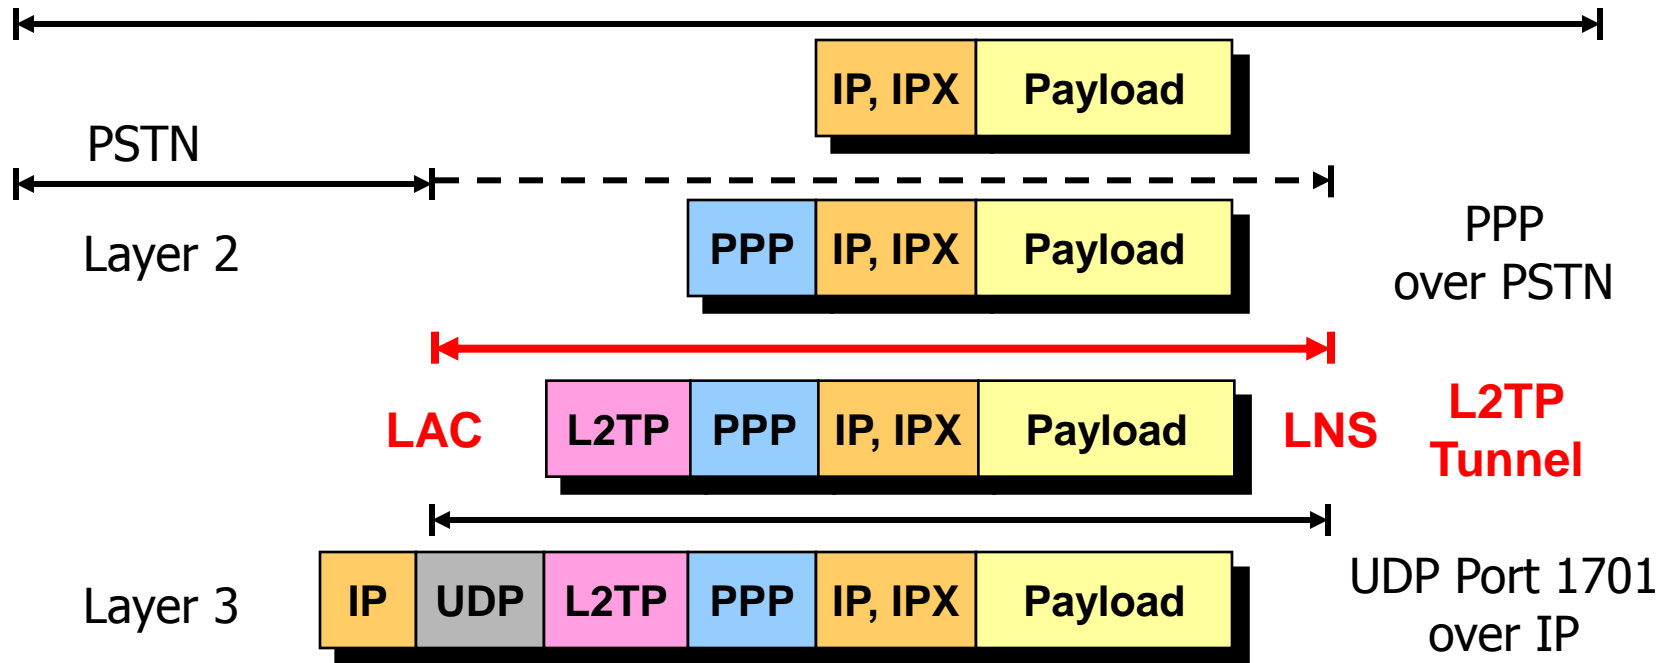 IP, IPX Payload
PSTN
Layer 2
PPP IP, IPX Payload
PPP
over PSTN
LAC
L2TP PPP IP, IPX Payload
LNS
L2TP
Tunnel
Layer 3
IP UDP L2TP PPP IP, IPX Payload
UDP Port 1701
over IP